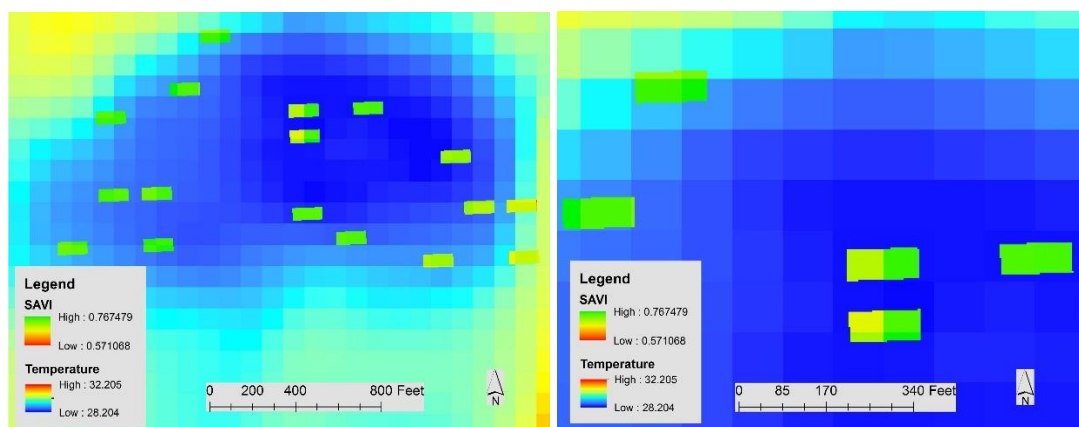 Legend
SAVI
High : 0.767479
Low : 0.571068
Temperature
High : 32.205
Low : 28.204
0 200 400 800 Feet
N
Legend
SAVI
High : 0.767479
Low : 0.571068
Temperature
High : 32.205
Low : 28.204
0 85 170 340 Feet
N